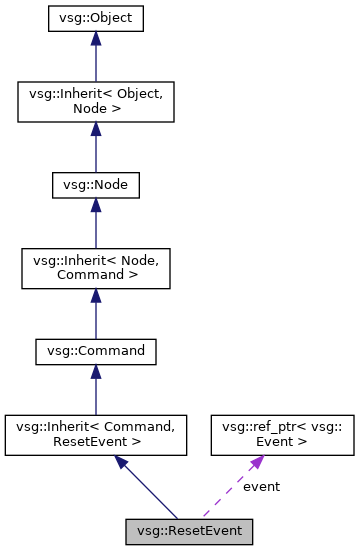 vsg::Object
vsg::Inherit< Object,
Node >
vsg::Node
vsg::Inherit< Node,
Command >
vsg::Command
vsg::Inherit< Command,
ResetEvent >
vsg::ref_ptr< vsg::
Event >
event
vsg::ResetEvent